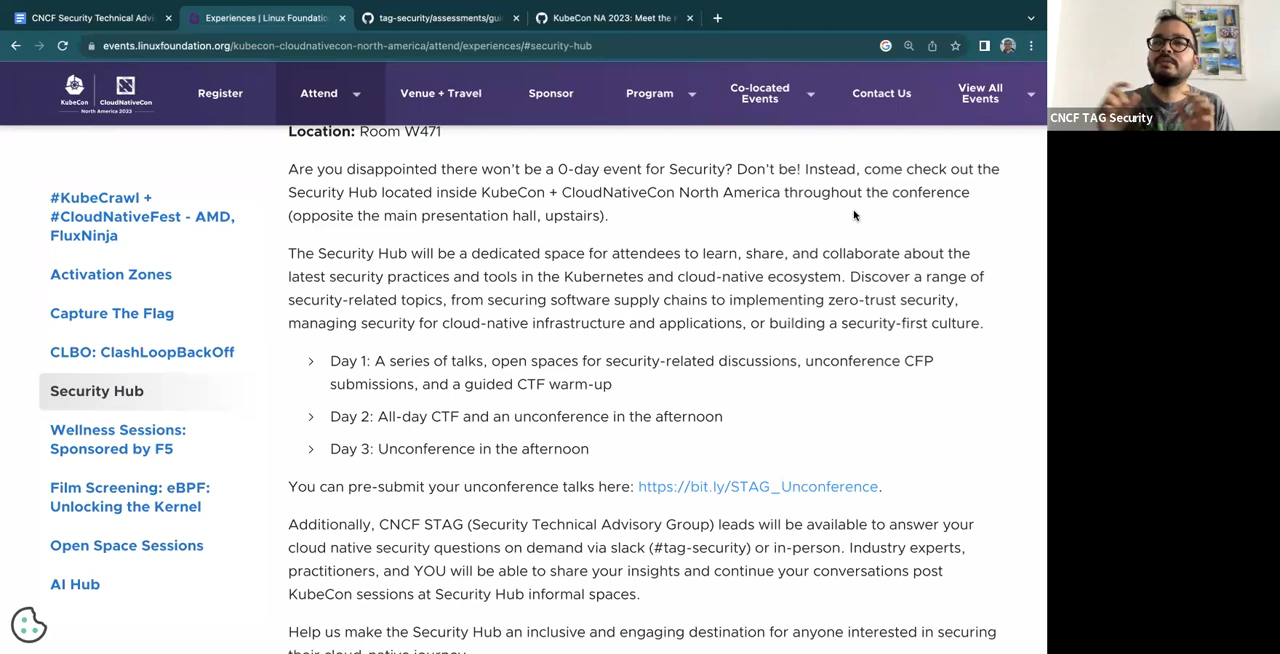 CNCF Security Technical Advi
Experiences | Linux Foundatio
tag-security/assessments/gui
KubeCon NA 2023: Meet the
events.linuxfoundation.org/kubecon-cloudnativecon-north-america/attend/experiences/#security-hub
KubeCon CloudNativeCon
North America 2023
Register
Attend
Venue + Travel
Sponsor
Program
Co-located
Events
Contact Us
View All
Events
CNCF TAG Security
#KubeCrawl +
#CloudNativeFest - AMD,
FluxNinja
Activation Zones
Capture The Flag
CLBO: ClashLoopBackOff
Security Hub
Wellness Sessions:
Sponsored by F5
Film Screening: eBPF:
Unlocking the Kernel
Open Space Sessions
AI Hub
Location: Room W471
Are you disappointed there won't be a 0-day event for Security? Don't be! Instead, come check out the
Security Hub located inside KubeCon + CloudNativeCon North America throughout the conference
(opposite the main presentation hall, upstairs).
The Security Hub will be a dedicated space for attendees to learn, share, and collaborate about the
latest security practices and tools in the Kubernetes and cloud-native ecosystem. Discover a range of
security-related topics, from securing software supply chains to implementing zero-trust security,
managing security for cloud-native infrastructure and applications, or building a security-first culture.
Day 1: A series of talks, open spaces for security-related discussions, unconference CFP
submissions, and a guided CTF warm-up
Day 2: All-day CTF and an unconference in the afternoon
Day 3: Unconference in the afternoon
You can pre-submit your unconference talks here: https://bit.ly/STAG_Unconference.
Additionally, CNCF STAG (Security Technical Advisory Group) leads will be available to answer your
cloud native security questions on demand via slack (#tag-security) or in-person. Industry experts,
practitioners, and YOU will be able to share your insights and continue your conversations post
KubeCon sessions at Security Hub informal spaces.
Help us make the Security Hub an inclusive and engaging destination for anyone interested in securing
their cloud-native journey.